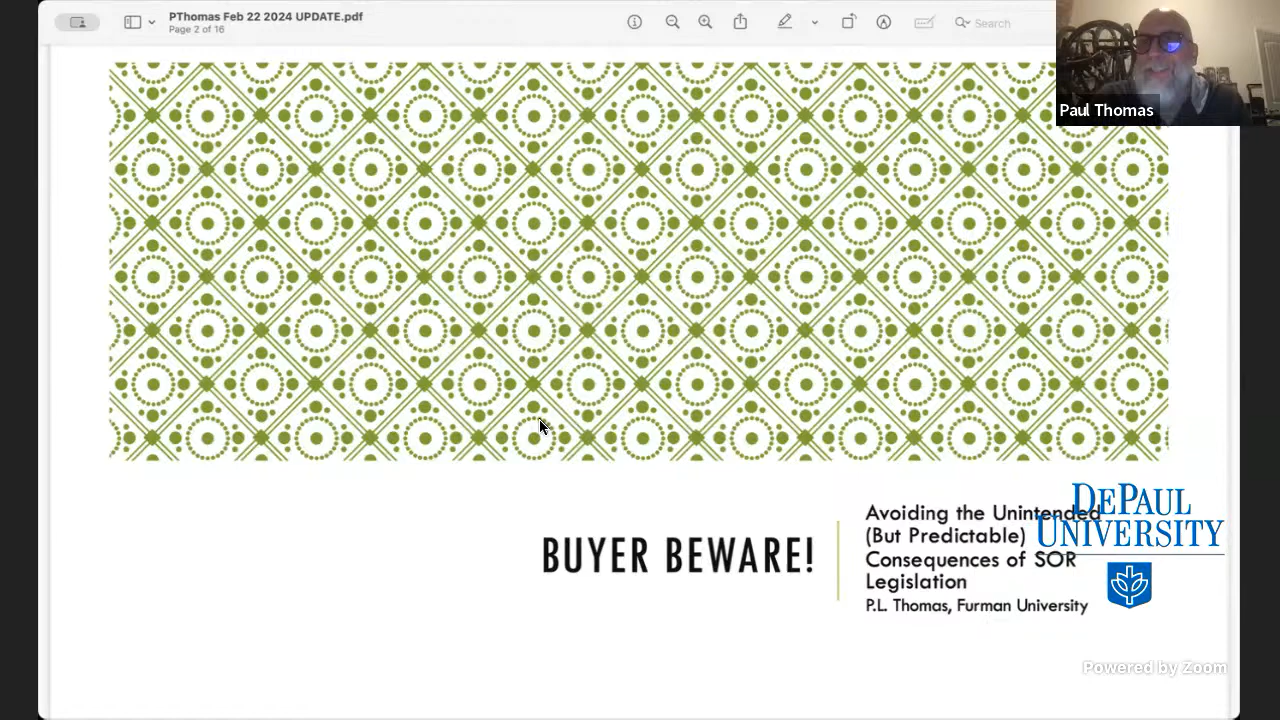 PThomas Feb 22 2024 UPDATE.pdf
Page 2 of 16
Search
Paul Thomas
BUYER BEWARE!
Avoiding the Unintended
(But Predictable)
Consequences of SOR
Legislation
P.L. Thomas, Furman University
DEPAUL
UNIVERSITY
Powered by Zoom